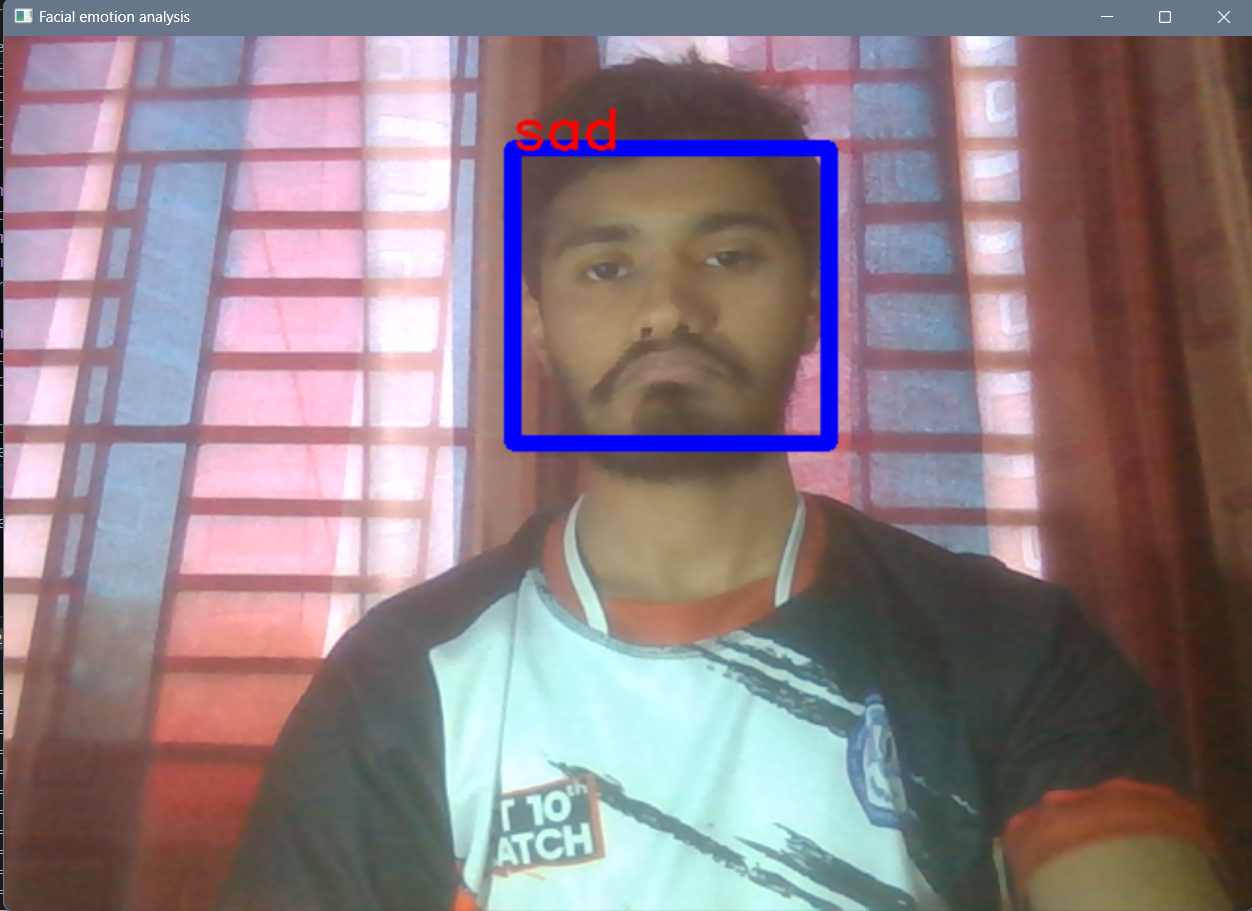 Facial emotion analysis
sad
T 10th
ATCH